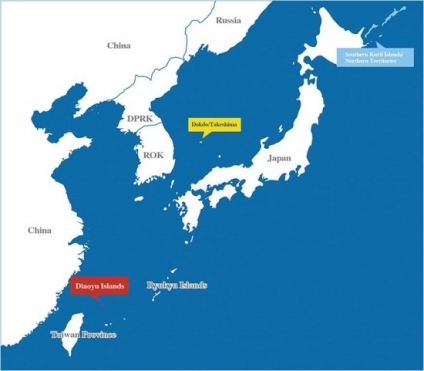 Russia
China
Southern Kuril Islands/
Northern Territories
DPRK
Dokdo/Takeshima
ROK
Japan
China
Diaoyu Islands
Ryukyu Islands
Taiwan Province